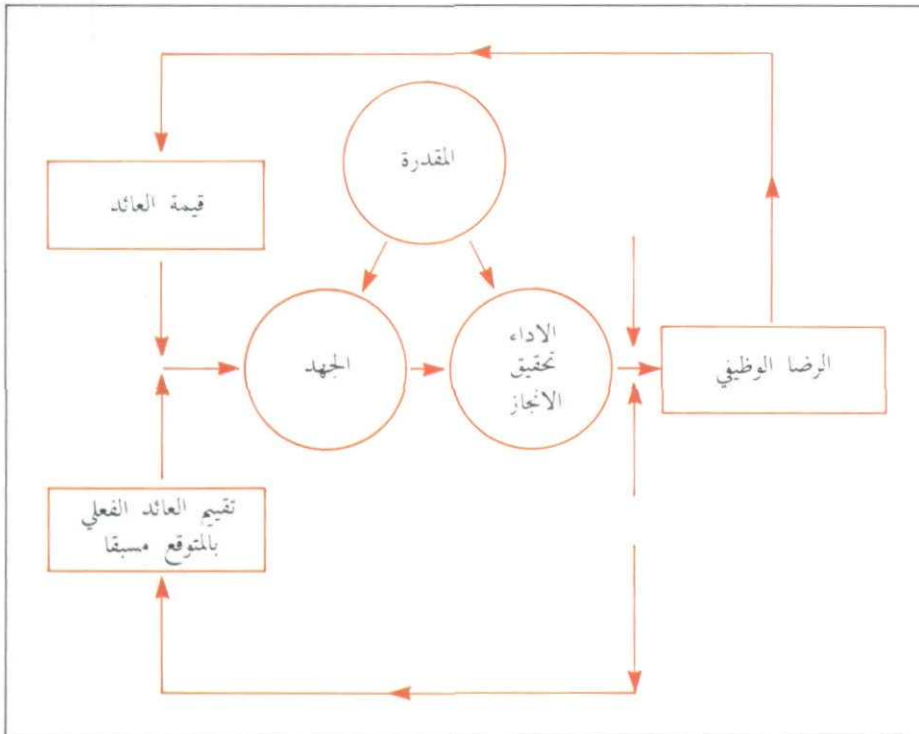 المقدرة
قيمة العائد
الجهد
الاداء
تحقيق
الانجاز
الرضا الوظيفي
تقييم العائد الفعلي
بالمتوقع مسبقا